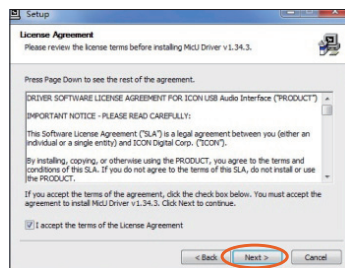 Setup
License Agreement
Please review the license terms before installing McU Driver v1.34.3.
Press Page Down to see the rest of the agreement.
DRIVER SOFTWARE LICENSE AGREEMENT FOR ICON USB Audio Interface ("PRODUCT")
IMPORTANT NOTICE - PLEASE READ CAREFULLY:
This Software License Agreement ("SLA") is a legal agreement between you (either an
individual or a single entity) and ICON Digital Corp. ("ICON").
By installing, copying, or otherwise using the PRODUCT, you agree to the terms and
conditions of this SLA. If you do not agree to the terms of this SLA, do not install or use
the PRODUCT.
If you accept the terms of the agreement, click the check box below. You must accept the
agreement to install McU Driver v1.34.3. Click Next to continue.
I accept the terms of the License Agreement
< Back Next > Cancel